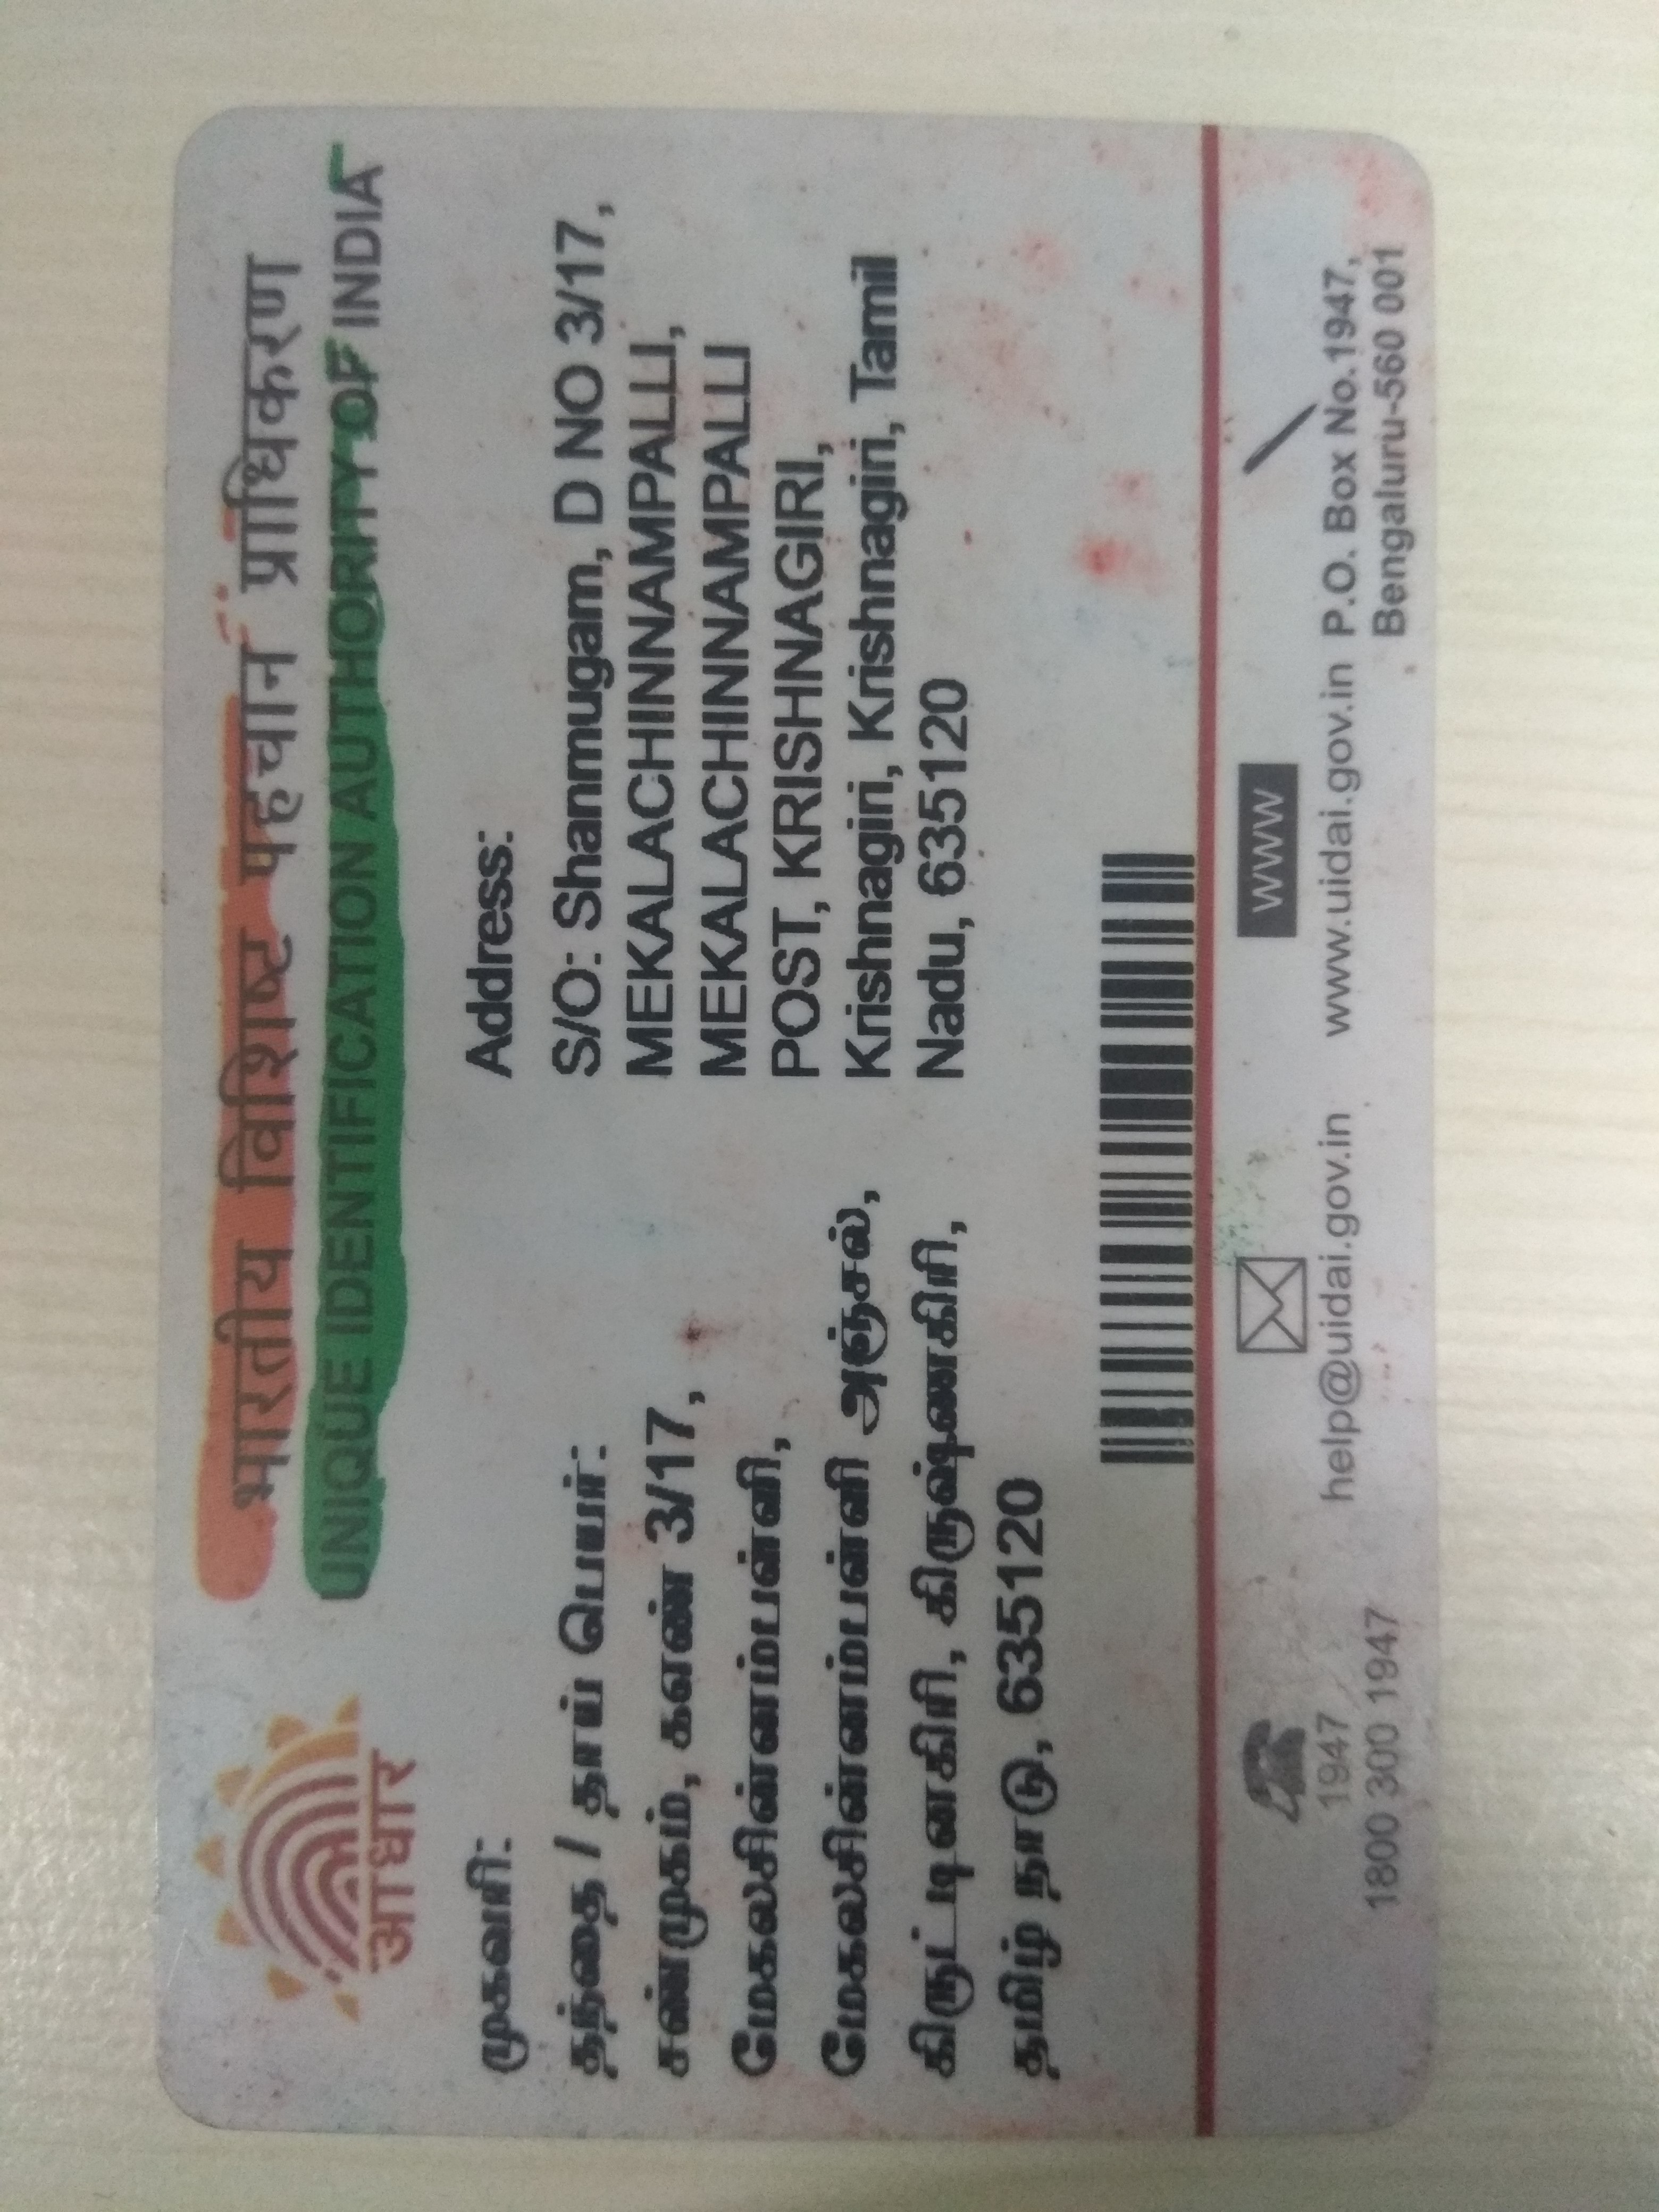 आधार
भारतीय विशिष्ट पहचान प्राधिकरण
UNIQUE IDENTIFICATION AUTHORITY OF INDIA
முகவரி:
தந்தை / தாய் பெயர்:
சண்முகம், கஎண் 3/17,
மேகலசின்னம்பள்ளி,
மேகலசின்னம்பள்ளி அஞ்சல்,
கிருட்டினகிரி, கிருஷ்ணகிரி,
தமிழ் நாடு, 635120
Address:
S/O: Shanmugam, D NO 3/17,
MEKALACHINNAMPALLI,
MEKALACHINNAMPALLI
POST, KRISHNAGIRI,
Krishnagiri, Krishnagiri, Tamil
Nadu, 635120
1947
1800 300 1947
help@uidai.gov.in
WWW
www.uidai.gov.in
P.O. Box No.1947,
Bengaluru-560 001